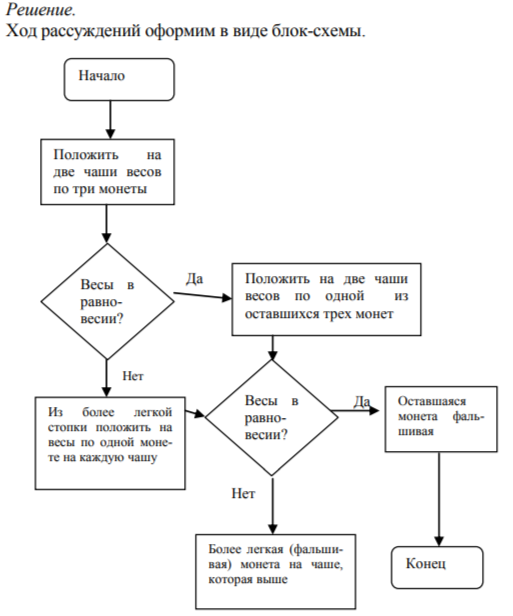 Решение.
Ход рассуждений оформим в виде блок-схемы.
Начало
Положить на
две чаши весов
по три монеты
Весы в
равно-
весии?
Да
Положить на две чаши
весов по одной из
оставшихся трех монет
Нет
Из более легкой
стопки положить на
весы по одной моне-
те на каждую чашу
Весы в
равно-
весии?
Да
Оставшаяся
монета фаль-
шивая
Нет
Более легкая (фальши-
вая) монета на чаше,
которая выше
Конец